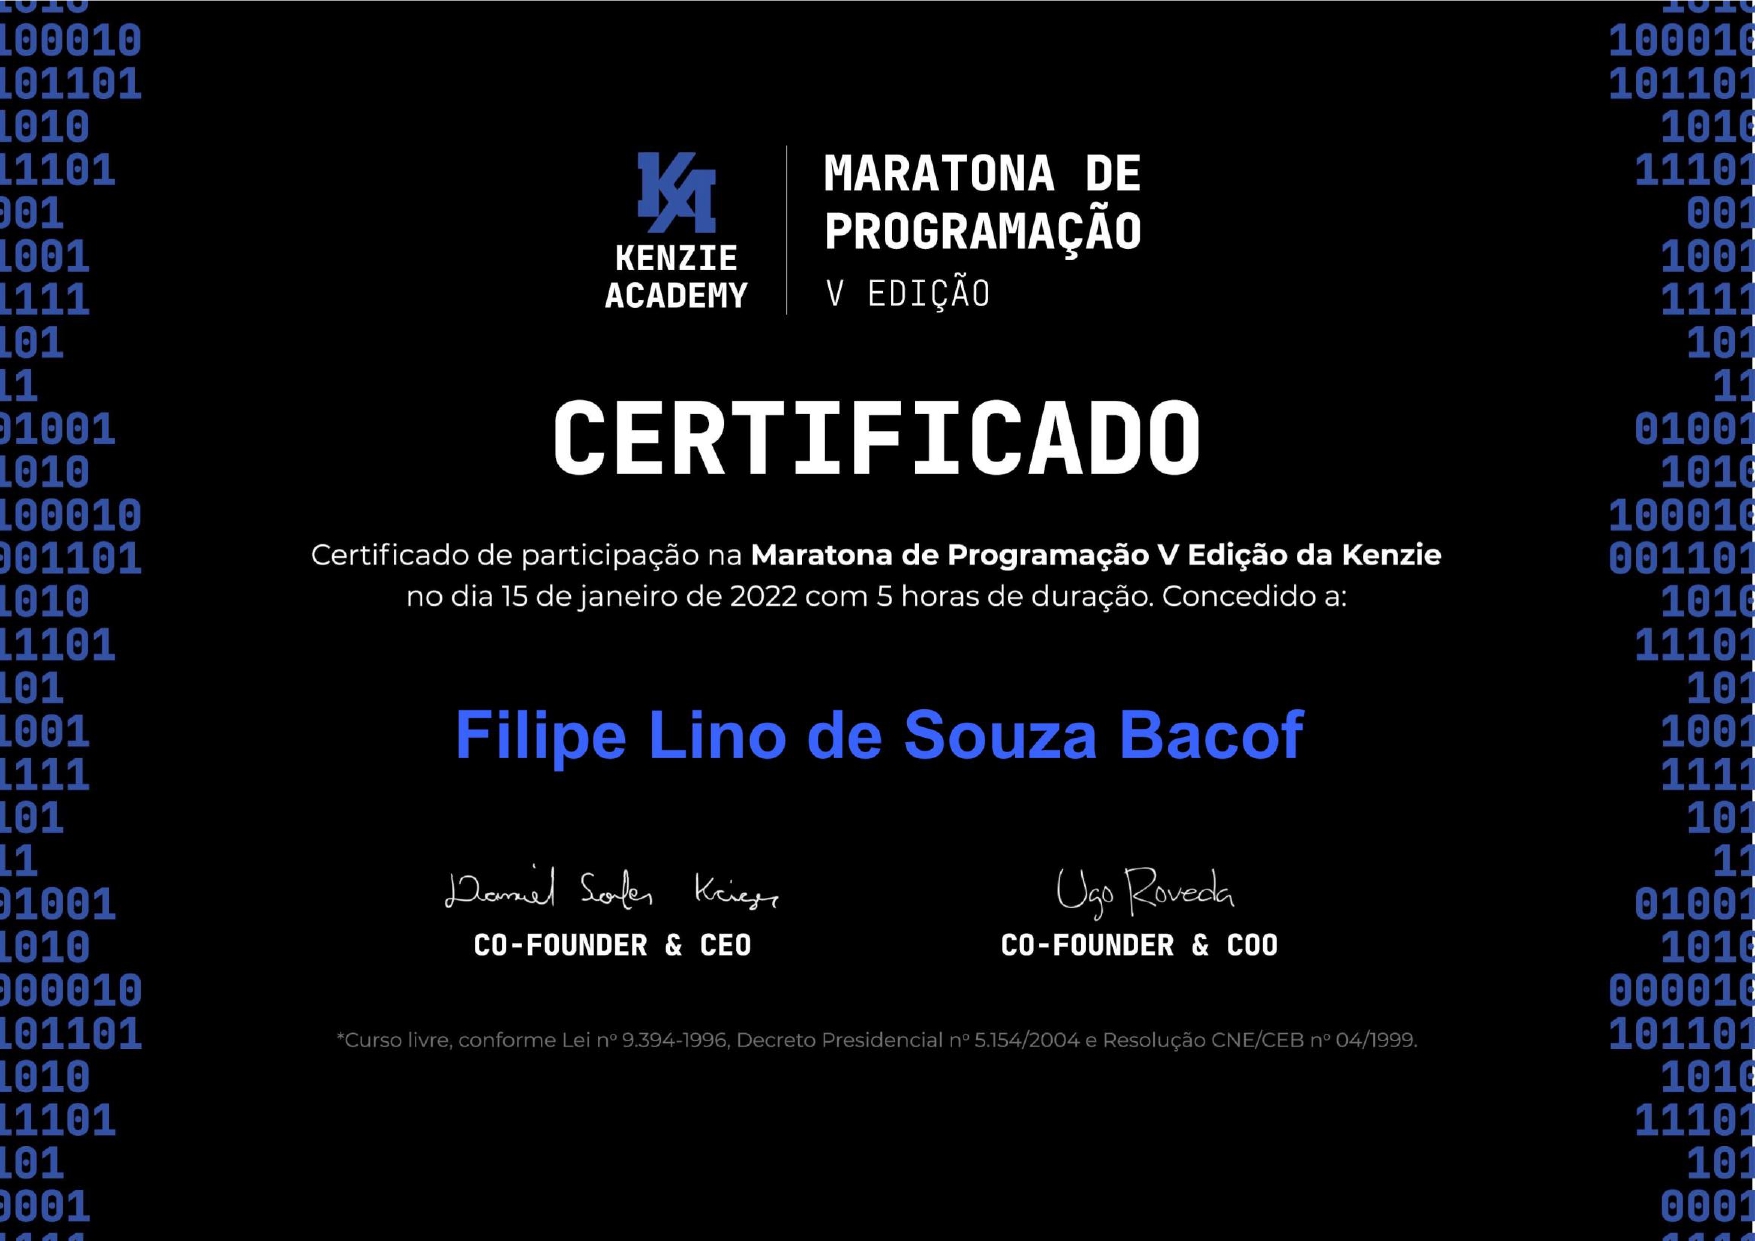 KENZIE
ACADEMY
MARATONA DE
PROGRAMAÇÃO
V EDIÇÃO
CERTIFICADO
Certificado de participação na Maratona de Programação V Edição da Kenzie
no dia 15 de janeiro de 2022 com 5 horas de duração. Concedido a:
Filipe Lino de Souza Bacof
Ugo Roveda
CO-FOUNDER & CEO
CO-FOUNDER & COO
*Curso livre, conforme Lei nº 9.394-1996, Decreto Presidencial nº 5.154/2004 e Resolução CNE/CEB nº 04/1999.